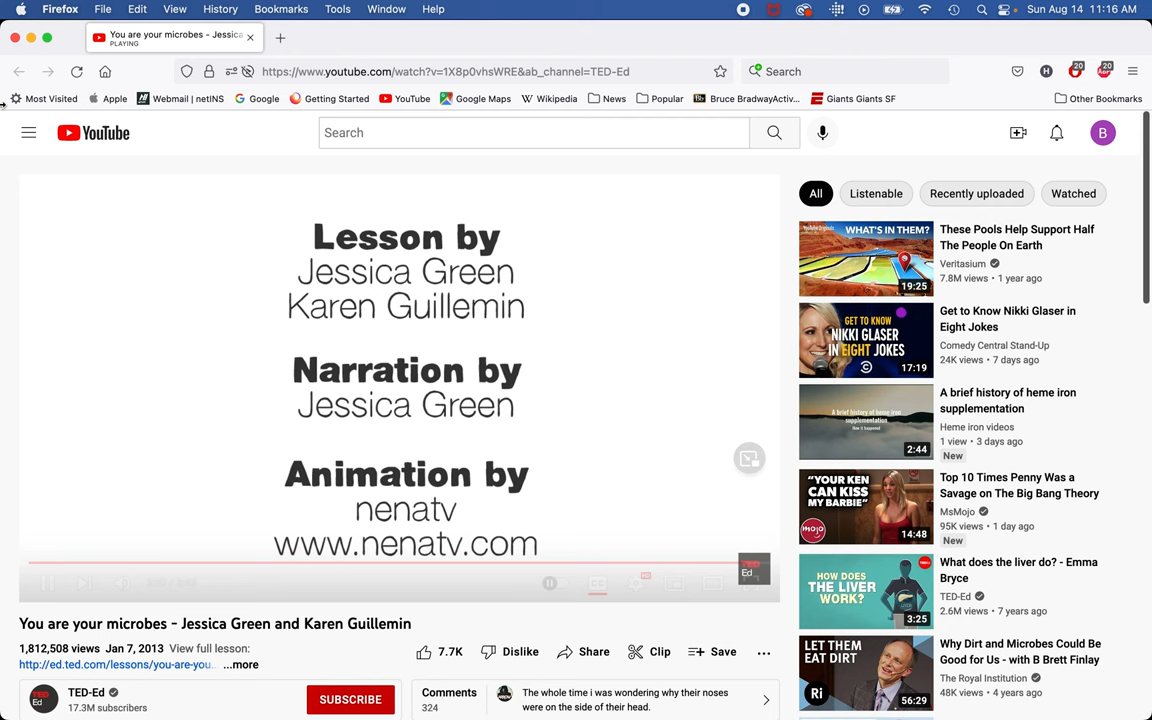 Firefox File Edit View History Bookmarks Tools Window Help Sun Aug 14 11:16 AM
You are your microbes - Jessica
PLAYING
https://www.youtube.com/watch?v=1X8p0vhsWRE&ab_channel=TED-Ed
Search
20
20
Most Visited Apple Webmail | netINS Google Getting Started YouTube Google Maps Wikipedia News Popular Bruce BradwayActiv... Giants Giants SF Other Bookmarks
YouTube
Search
B
All Listenable Recently uploaded Watched
Lesson by
Jessica Green
Karen Guillemin
Narration by
Jessica Green
Animation by
nenatv
www.nenatv.com
TED
Ed
WHAT'S IN THEM?
19:25
These Pools Help Support Half
The People On Earth
Veritasium
7.8M views • 1 year ago
GET TO KNOW
NIKKI GLASER
IN EIGHT JOKES
17:19
Get to Know Nikki Glaser in
Eight Jokes
Comedy Central Stand-Up
24K views • 7 days ago
A brief history of heme iron
supplementation
2:44
A brief history of heme iron
supplementation
Heme iron videos
1 view • 3 days ago
New
"YOUR KEN
CAN KISS
MY BARBIE"
mojo
14:48
Top 10 Times Penny Was a
Savage on The Big Bang Theory
MsMojo
95K views • 1 day ago
New
HOW DOES
THE LIVER
WORK?
3:25
What does the liver do? - Emma
Bryce
TED-Ed
2.6M views • 7 years ago
LET THEM
EAT DIRT
Ri
56:29
Why Dirt and Microbes Could Be
Good for Us - with B Brett Finlay
The Royal Institution
48K views • 4 years ago
You are your microbes - Jessica Green and Karen Guillemin
1,812,508 views Jan 7, 2013 View full lesson:
http://ed.ted.com/lessons/you-are-you... ...more
7.7K Dislike Share Clip Save
TED
Ed
TED-Ed
17.3M subscribers
SUBSCRIBE
Comments
324
The whole time i was wondering why their noses
were on the side of their head.